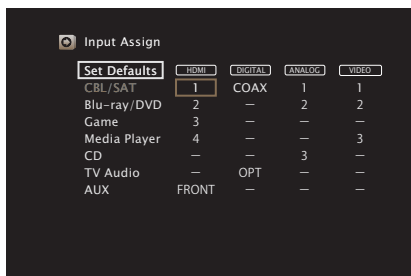 Input Assign
Set Defaults HDMI DIGITAL ANALOG VIDEO
CBL/SAT 1 COAX 1 1
Blu-ray/DVD 2 – 2 2
Game 3 – – –
Media Player 4 – – 3
CD – – 3 –
TV Audio – OPT – –
AUX FRONT – – –